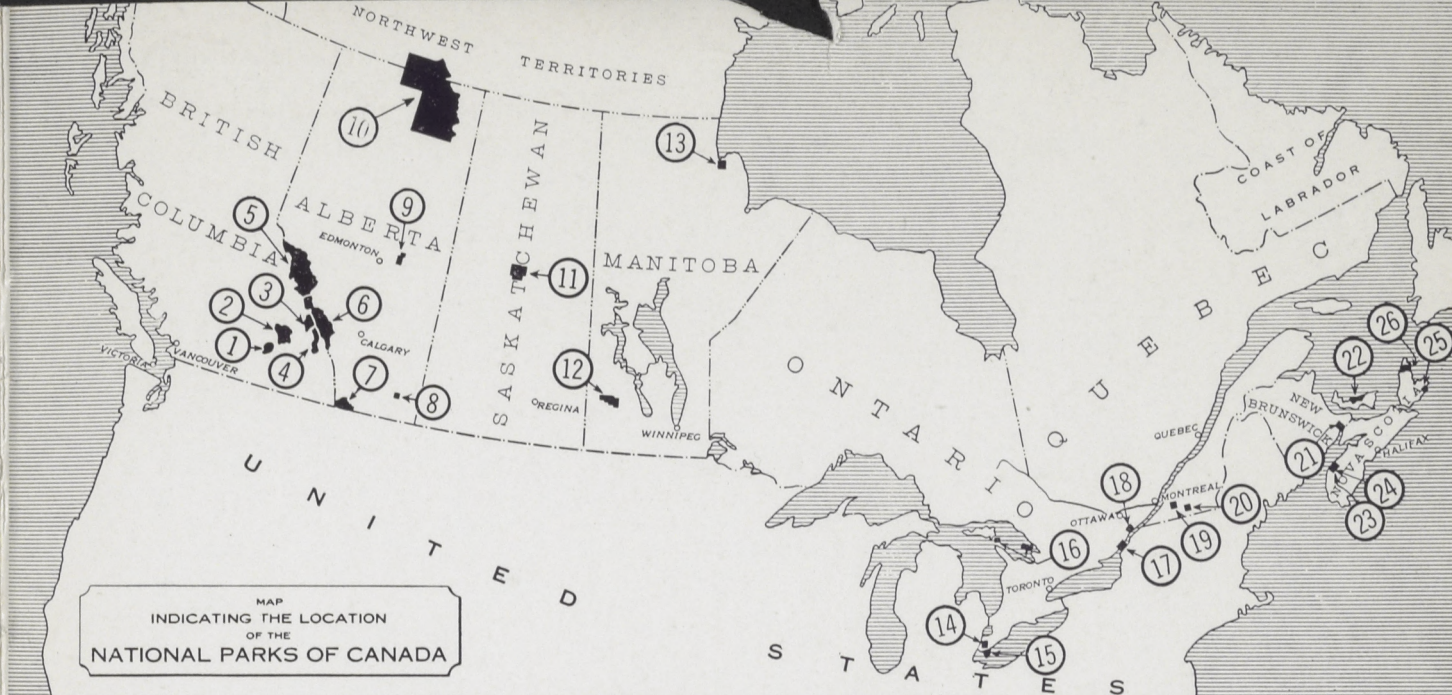 NORTHWEST TERRITORIES
BRITISH COLUMBIA
ALBERTA
SASKATCHEWAN
MANITOBA
ONTARIO
QUEBEC
COAST OF
LABRADOR
NEW
BRUNSWICK
NOVA SCOTIA
EDMONTON
CALGARY
VICTORIA
VANCOUVER
REGINA
WINNIPEG
QUEBEC
MONTREAL
OTTAWA
TORONTO
HALIFAX
UNITED STATES
1
2
3
4
5
6
7
8
9
10
11
12
13
14
15
16
17
18
19
20
21
22
23
24
25
26
MAP
INDICATING THE LOCATION
OF THE
NATIONAL PARKS OF CANADA